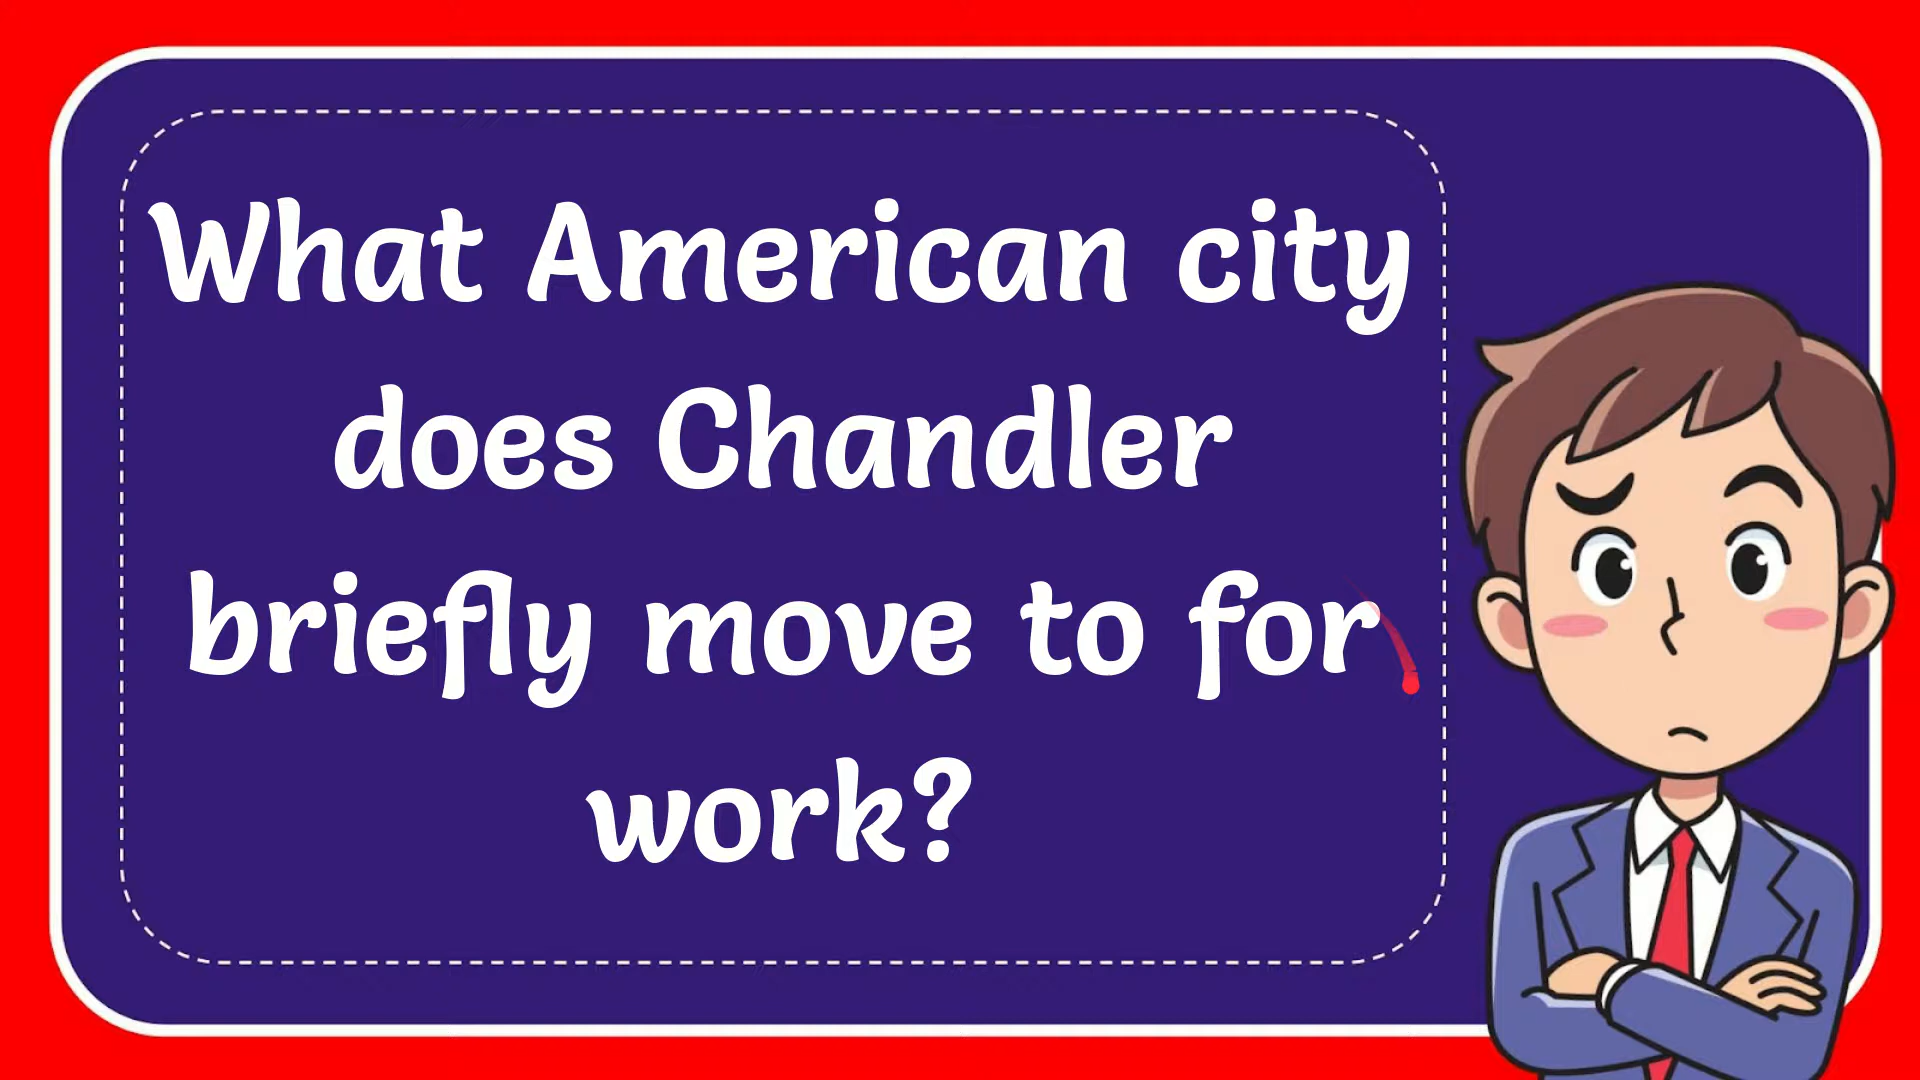 What American city
does Chandler
briefly move to for
work?